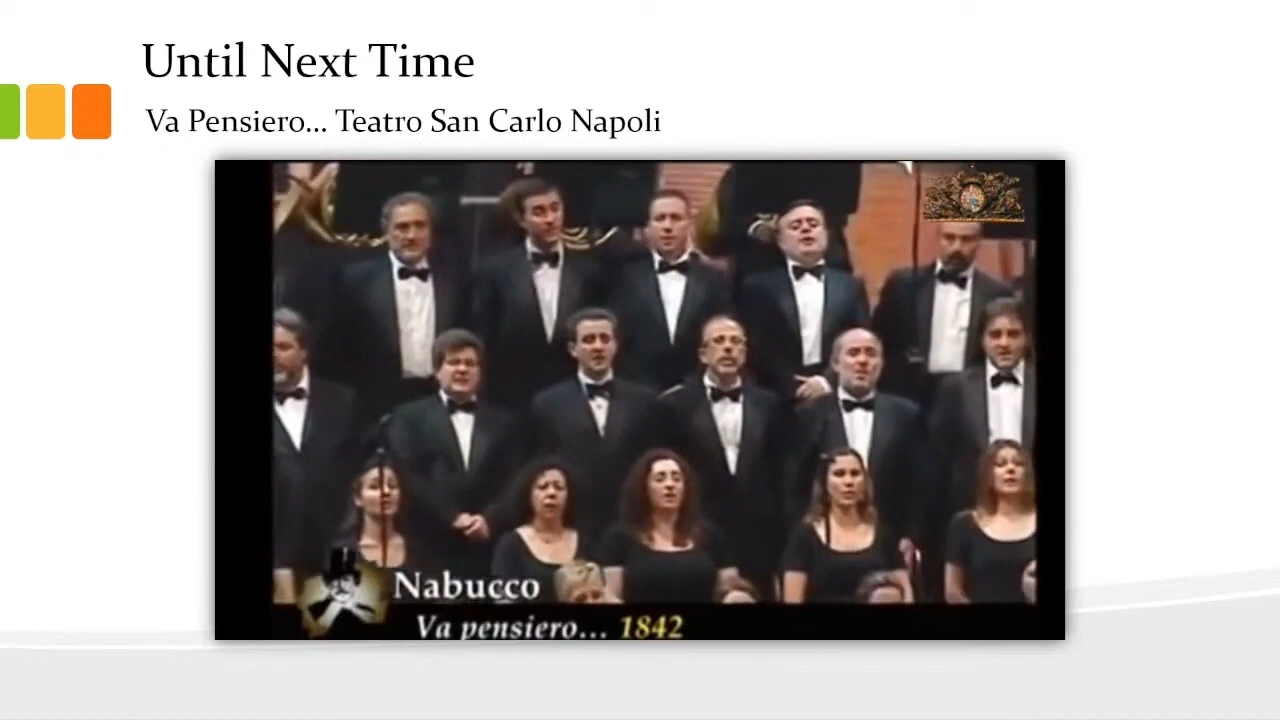 Until Next Time
Va Pensiero... Teatro San Carlo Napoli
Nabucco
Va pensiero... 1842